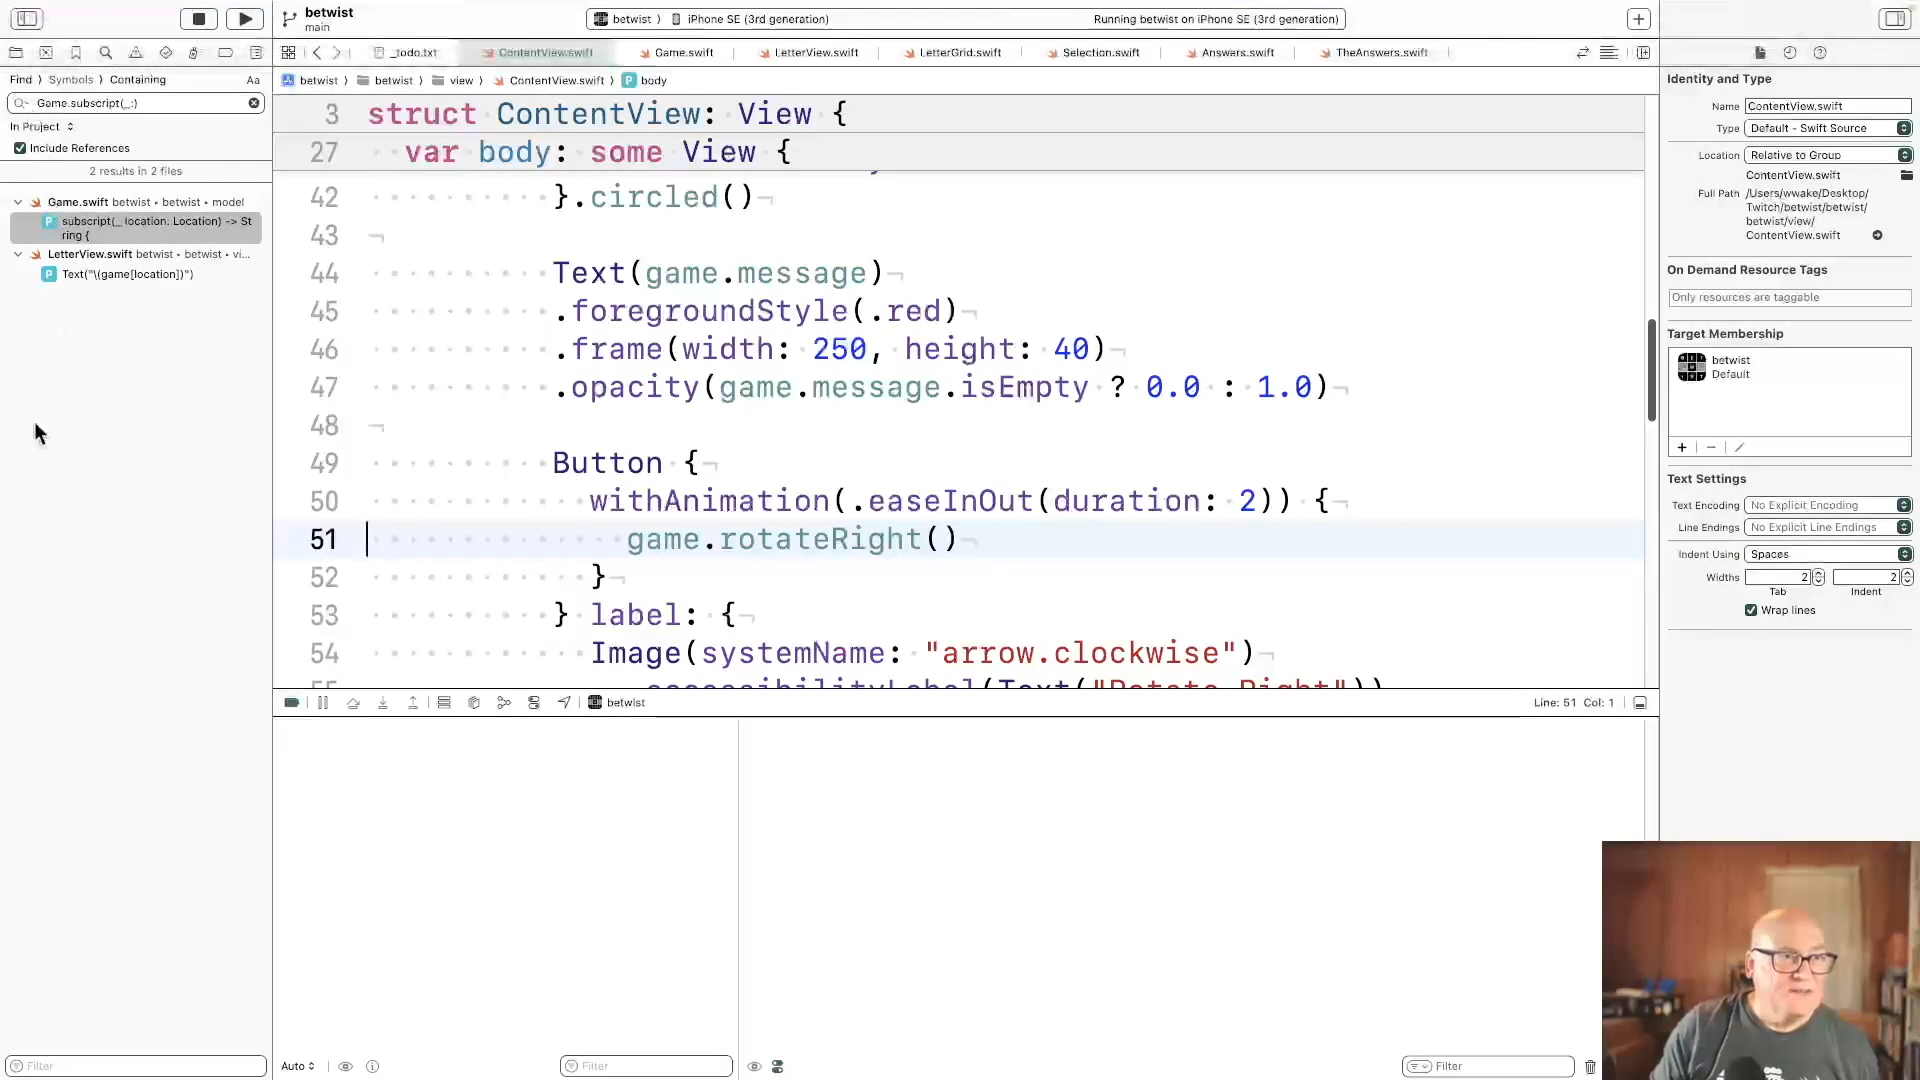 betwist
main
betwist ⟩ iPhone SE (3rd generation)
Running betwist on iPhone SE (3rd generation)
_todo.txt
ContentView.swift
Game.swift
LetterView.swift
LetterGrid.swift
Selection.swift
Answers.swift
TheAnswers.swift
Find ⟩ Symbols ⟩ Containing
Aa
betwist ⟩ betwist ⟩ view ⟩ ContentView.swift ⟩ P body
Game.subscript(_:)
In Project
Include References
2 results in 2 files
Game.swift betwist • betwist • model
P subscript(_ location: Location) -> St
ring {
LetterView.swift betwist • betwist • vi...
P Text("\(game[location])")
Filter
3 struct ContentView: View {
27 var body: some View {
42 }.circled()
43
44 Text(game.message)
45 .foregroundStyle(.red)
46 .frame(width: 250, height: 40)
47 .opacity(game.message.isEmpty ? 0.0 : 1.0)
48
49 Button {
50 withAnimation(.easeInOut(duration: 2)) {
51 game.rotateRight()
52 }
53 } label: {
54 Image(systemName: "arrow.clockwise")
55 .accessibilityLabel(Text("Rotate Right"))
betwist
Line: 51 Col: 1
Auto
Filter
Filter
Identity and Type
Name ContentView.swift
Type Default - Swift Source
Location Relative to Group
ContentView.swift
Full Path /Users/wwake/Desktop/
Twitch/betwist/betwist/
betwist/view/
ContentView.swift
On Demand Resource Tags
Only resources are taggable
Target Membership
betwist
Default
Text Settings
Text Encoding No Explicit Encoding
Line Endings No Explicit Line Endings
Indent Using Spaces
Widths 2 2
Tab Indent
Wrap lines